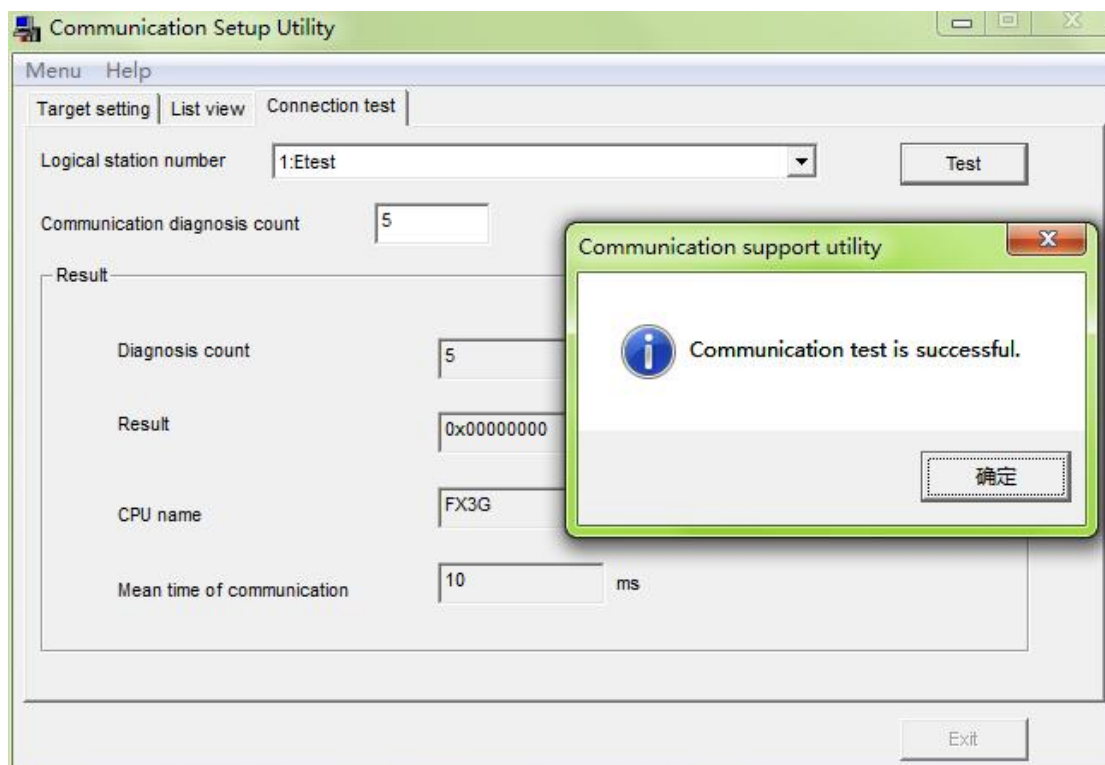 Communication Setup Utility
Menu Help
Target setting List view Connection test
Logical station number 1:Etest Test
Communication diagnosis count 5
Communication support utility
Result
Communication test is successful.
Diagnosis count 5
Result 0x00000000
确定
CPU name FX3G
Mean time of communication 10 ms
Exit